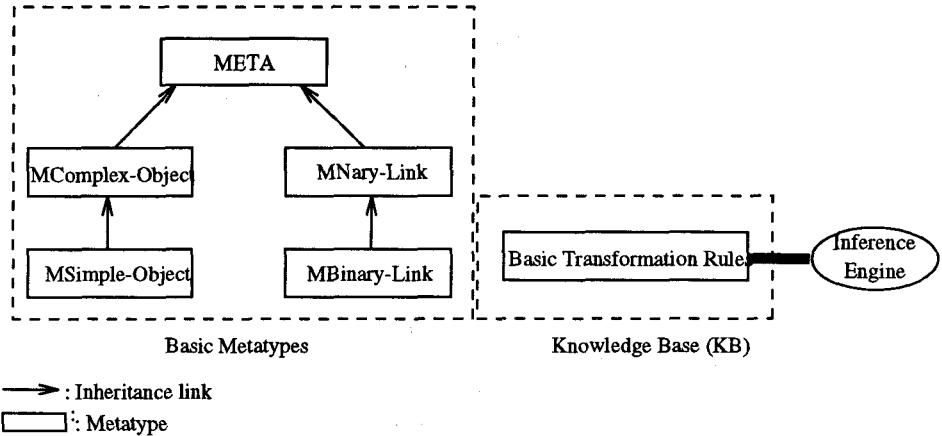 META
MComplex-Object
MNary-Link
MSimple-Object
MBinary-Link
Basic Transformation Rules
Inference
Engine
Basic Metatypes
Knowledge Base (KB)
: Inheritance link
: Metatype